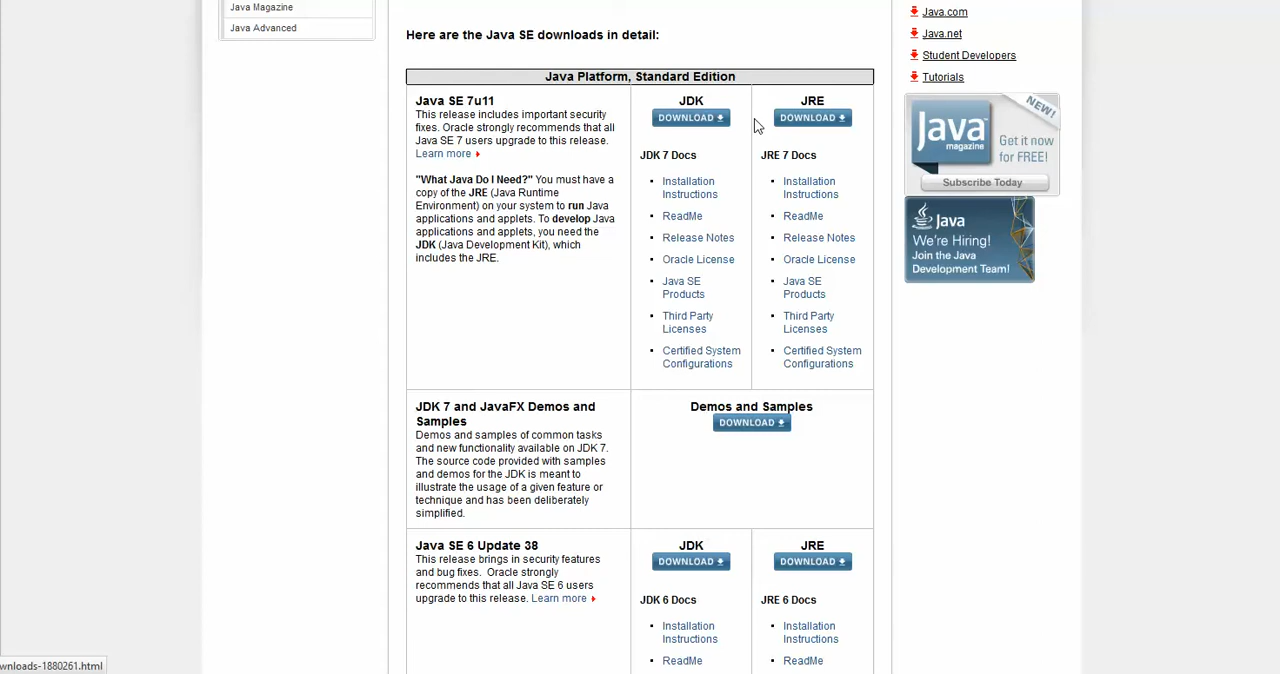 Java Magazine
Java Advanced
Here are the Java SE downloads in detail:
Java Platform, Standard Edition
Java SE 7u11
This release includes important security
fixes. Oracle strongly recommends that all
Java SE 7 users upgrade to this release.
Learn more
"What Java Do I Need?" You must have a
copy of the JRE (Java Runtime
Environment) on your system to run Java
applications and applets. To develop Java
applications and applets, you need the
JDK (Java Development Kit), which
includes the JRE.
JDK
DOWNLOAD
JDK 7 Docs
Installation
Instructions
ReadMe
Release Notes
Oracle License
Java SE
Products
Third Party
Licenses
Certified System
Configurations
JRE
DOWNLOAD
JRE 7 Docs
Installation
Instructions
ReadMe
Release Notes
Oracle License
Java SE
Products
Third Party
Licenses
Certified System
Configurations
JDK 7 and JavaFX Demos and
Samples
Demos and samples of common tasks
and new functionality available on JDK 7.
The source code provided with samples
and demos for the JDK is meant to
illustrate the usage of a given feature or
technique and has been deliberately
simplified.
Demos and Samples
DOWNLOAD
Java SE 6 Update 38
This release brings in security features
and bug fixes.  Oracle strongly
recommends that all Java SE 6 users
upgrade to this release. Learn more
JDK
DOWNLOAD
JDK 6 Docs
Installation
Instructions
ReadMe
JRE
DOWNLOAD
JRE 6 Docs
Installation
Instructions
ReadMe
Java.com
Java.net
Student Developers
Tutorials
NEW!
Java
magazine
Get it now
for FREE!
Subscribe Today
Java
We're Hiring!
Join the Java
Development Team!
wnloads-1880261.html